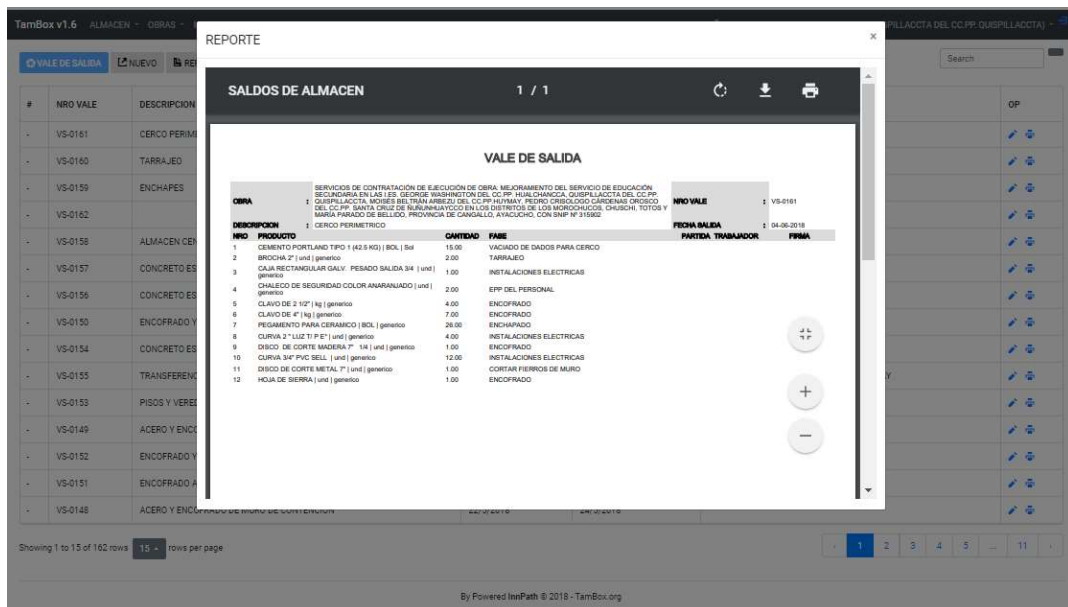 TamBox v1.6 ALMACEN OBRAS PILLACCTA DEL CC.PP. QUISPILLACCTA)
REPORTE ×
VALE DE SALIDA NUEVO Search
SALDOS DE ALMACEN 1 / 1
# NRO VALE DESCRIPCION OP
- VS-0161 CERCO PERIM
- VS-0160 TARRAJEO
- VS-0159 ENCHAPES
- VS-0162
- VS-0158 ALMACEN CEN
- VS-0157 CONCRETO ES
- VS-0156 CONCRETO ES
- VS-0150 ENCOFRADO Y
- VS-0154 CONCRETO ES
- VS-0155 TRANSFERENC
- VS-0153 PISOS Y VERED
- VS-0149 ACERO Y ENCO
- VS-0152 ENCOFRADO Y
- VS-0151 ENCOFRADO A
- VS-0148 ACERO Y ENCOFRADO DE MURO DE CONTENCION 22/5/2018 24/5/2018
VALE DE SALIDA
OBRA :
SERVICIOS DE CONTRATACIÓN DE EJECUCIÓN DE OBRA: MEJORAMIENTO DEL SERVICIO DE EDUCACIÓN
SECUNDARIA EN LAS I.ES. GEORGE WASHINGTON DEL CC.PP. HUALCHANCCA, QUISPILLACCTA DEL CC.PP.
QUISPILLACCTA. MOISÉS BELTRÁN ARBEZU DEL CC.PP.HUYMAY, PEDRO CRISOLOGO CÁRDENAS OROSCO
DEL CC.PP. SANTA CRUZ DE ÑUÑUNHUAYCCO EN LOS DISTRITOS DE LOS MOROCHUCOS, CHUSCHI, TOTOS Y
MARÍA PARADO DE BELLIDO, PROVINCIA DE CANGALLO, AYACUCHO, CON SNIP Nº 315902
NRO VALE : VS-0161
DESCRIPCION : CERCO PERIMETRICO FECHA SALIDA : 04-06-2018
NRO PRODUCTO CANTIDAD FASE PARTIDA TRABAJADOR FIRMA
1 CEMENTO PORTLAND TIPO 1 (42.5 KG) | BOL | Sol 15.00 VACIADO DE DADOS PARA CERCO
2 BROCHA 2" | und | generico 2.00 TARRAJEO
3 CAJA RECTANGULAR GALV. PESADO SALIDA 3/4 | und | generico 1.00 INSTALACIONES ELECTRICAS
4 CHALECO DE SEGURIDAD COLOR ANARANJADO | und | generico 2.00 EPP DEL PERSONAL
5 CLAVO DE 2 1/2" | kg | generico 4.00 ENCOFRADO
6 CLAVO DE 4" | kg | generico 7.00 ENCOFRADO
7 PEGAMENTO PARA CERAMICO | BOL | generico 26.00 ENCHAPADO
8 CURVA 2 " LUZ T/ P E" | und | generico 4.00 INSTALACIONES ELECTRICAS
9 DISCO DE CORTE MADERA 7" 1/4 | und | generico 1.00 ENCOFRADO
10 CURVA 3/4" PVC SELL | und | generico 12.00 INSTALACIONES ELECTRICAS
11 DISCO DE CORTE METAL 7" | und | generico 1.00 CORTAR FIERROS DE MURO
12 HOJA DE SIERRA | und | generico 1.00 ENCOFRADO
Showing 1 to 15 of 162 rows 15 rows per page ‹ 1 2 3 4 5 ... 11 ›
By Powered InnPath © 2018 - TamBox.org